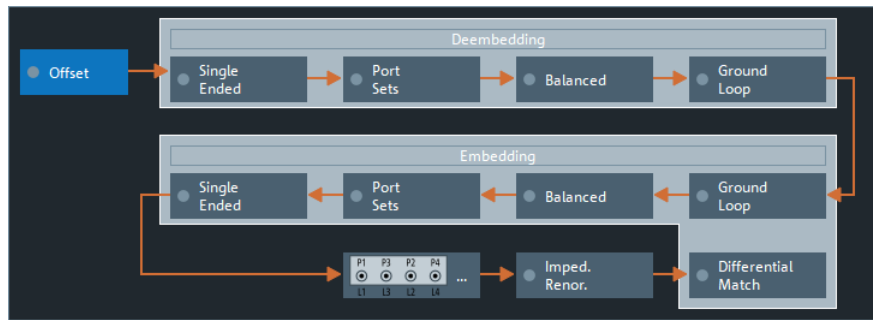 Deembedding
Offset
Single
Ended
Port
Sets
Balanced
Ground
Loop
Embedding
Single
Ended
Port
Sets
Balanced
Ground
Loop
P1 P3 P2 P4
...
L1 L3 L2 L4
Imped.
Renor.
Differential
Match